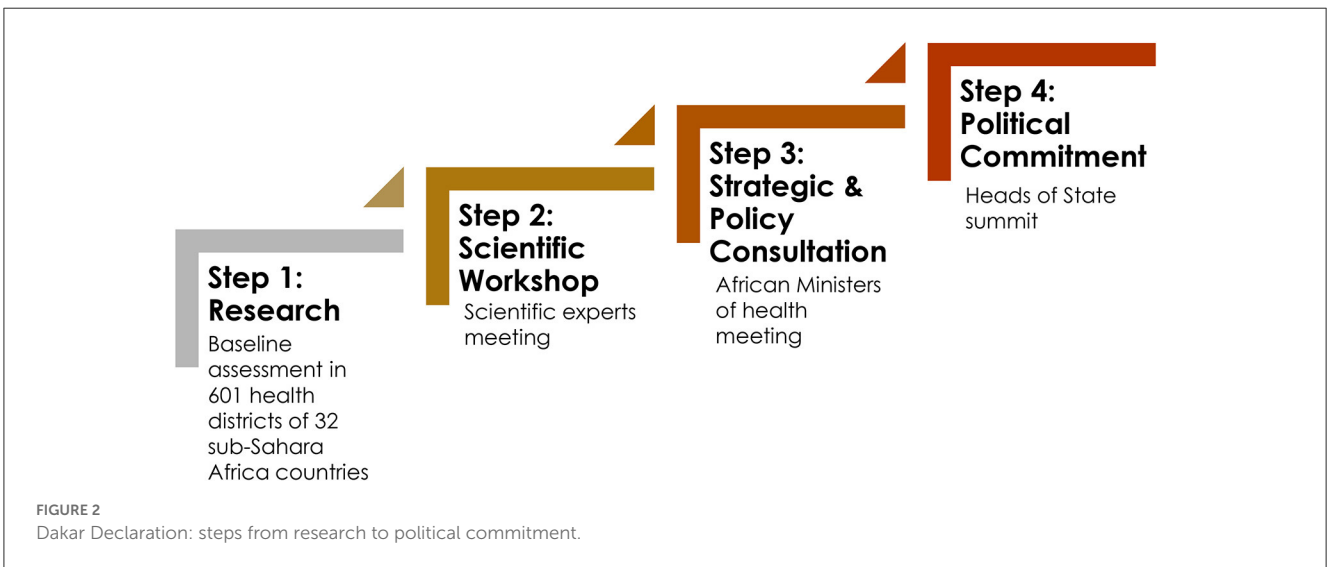 Step 1:
Research
Baseline
assessment in
601 health
districts of 32
sub-Sahara
Africa countries
Step 2:
Scientific
Workshop
Scientific experts
meeting
Step 3:
Strategic &
Policy
Consultation
African Ministers
of health
meeting
Step 4:
Political
Commitment
Heads of State
summit
FIGURE 2
Dakar Declaration: steps from research to political commitment.